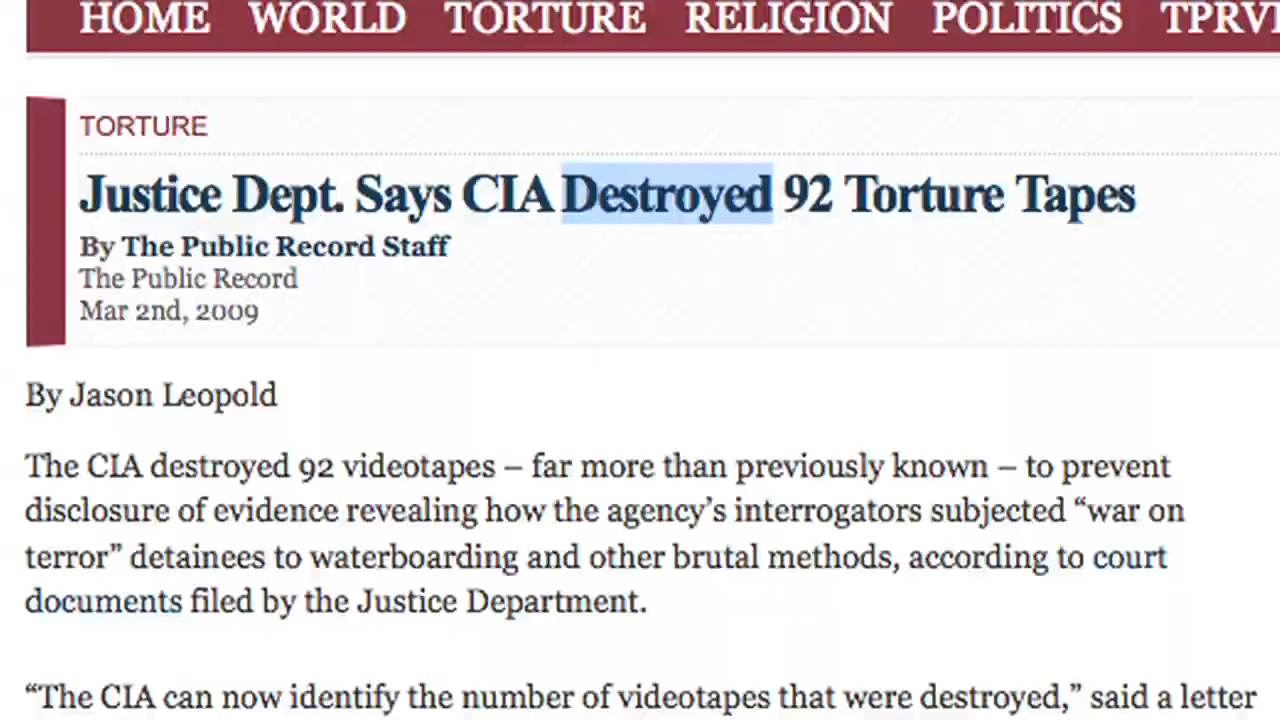 HOME WORLD TORTURE RELIGION POLITICS TPRV
TORTURE
Justice Dept. Says CIA Destroyed 92 Torture Tapes
By The Public Record Staff
The Public Record
Mar 2nd, 2009
By Jason Leopold
The CIA destroyed 92 videotapes – far more than previously known – to prevent
disclosure of evidence revealing how the agency’s interrogators subjected “war on
terror” detainees to waterboarding and other brutal methods, according to court
documents filed by the Justice Department.
“The CIA can now identify the number of videotapes that were destroyed,” said a letter